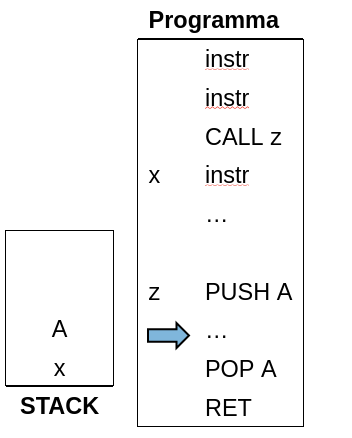 Programma
instr
instr
CALL z
x instr
...
z PUSH A
...
POP A
RET
A
x
STACK